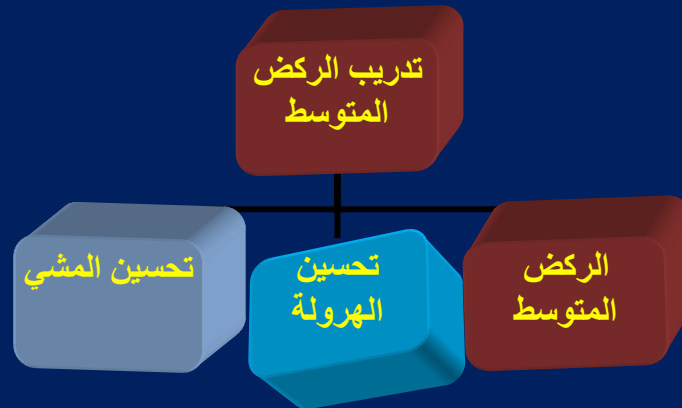 تدريب الركض
المتوسط
الركض
المتوسط
تحسين
الهرولة
تحسين المشي